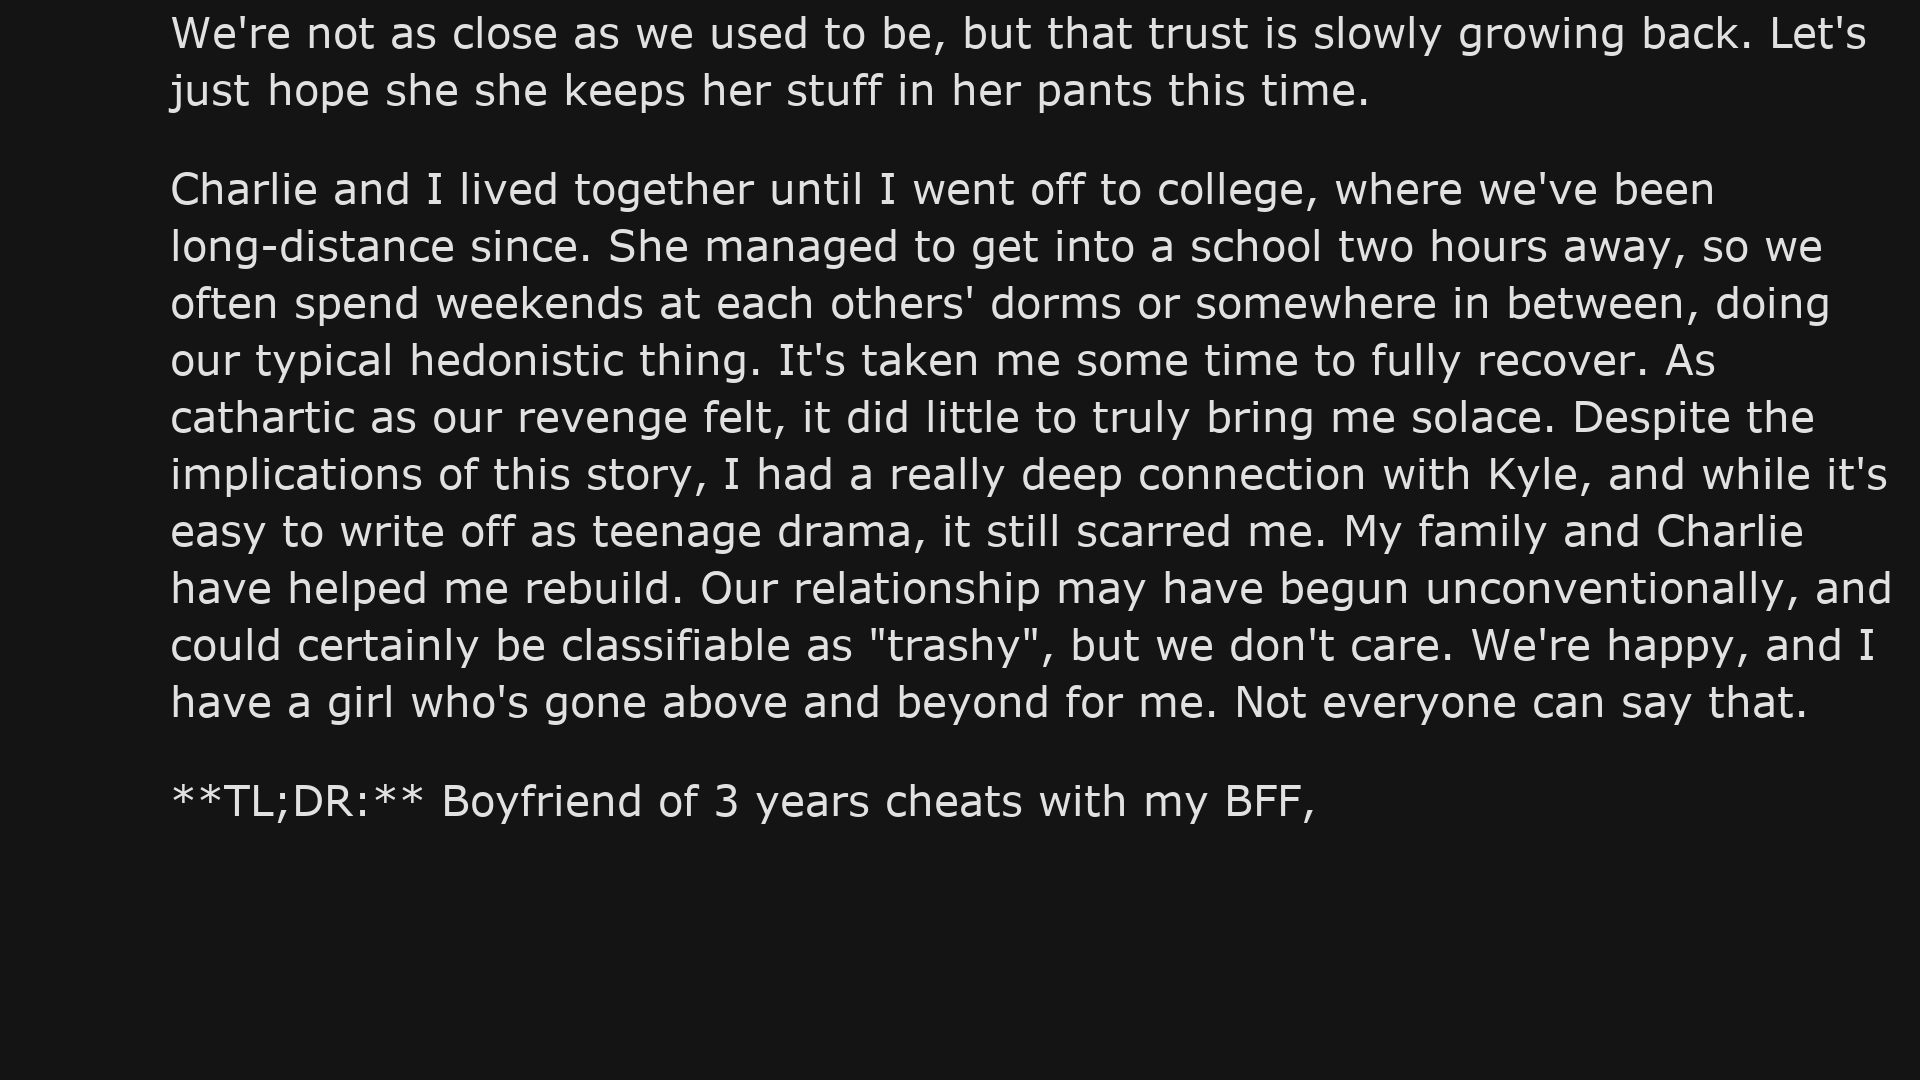 We're not as close as we used to be, but that trust is slowly growing back. Let's
just hope she she keeps her stuff in her pants this time.
Charlie and I lived together until I went off to college, where we've been
long-distance since. She managed to get into a school two hours away, so we
often spend weekends at each others' dorms or somewhere in between, doing
our typical hedonistic thing. It's taken me some time to fully recover. As
cathartic as our revenge felt, it did little to truly bring me solace. Despite the
implications of this story, I had a really deep connection with Kyle, and while it's
easy to write off as teenage drama, it still scarred me. My family and Charlie
have helped me rebuild. Our relationship may have begun unconventionally, and
could certainly be classifiable as "trashy", but we don't care. We're happy, and I
have a girl who's gone above and beyond for me. Not everyone can say that.
**TL;DR:** Boyfriend of 3 years cheats with my BFF,